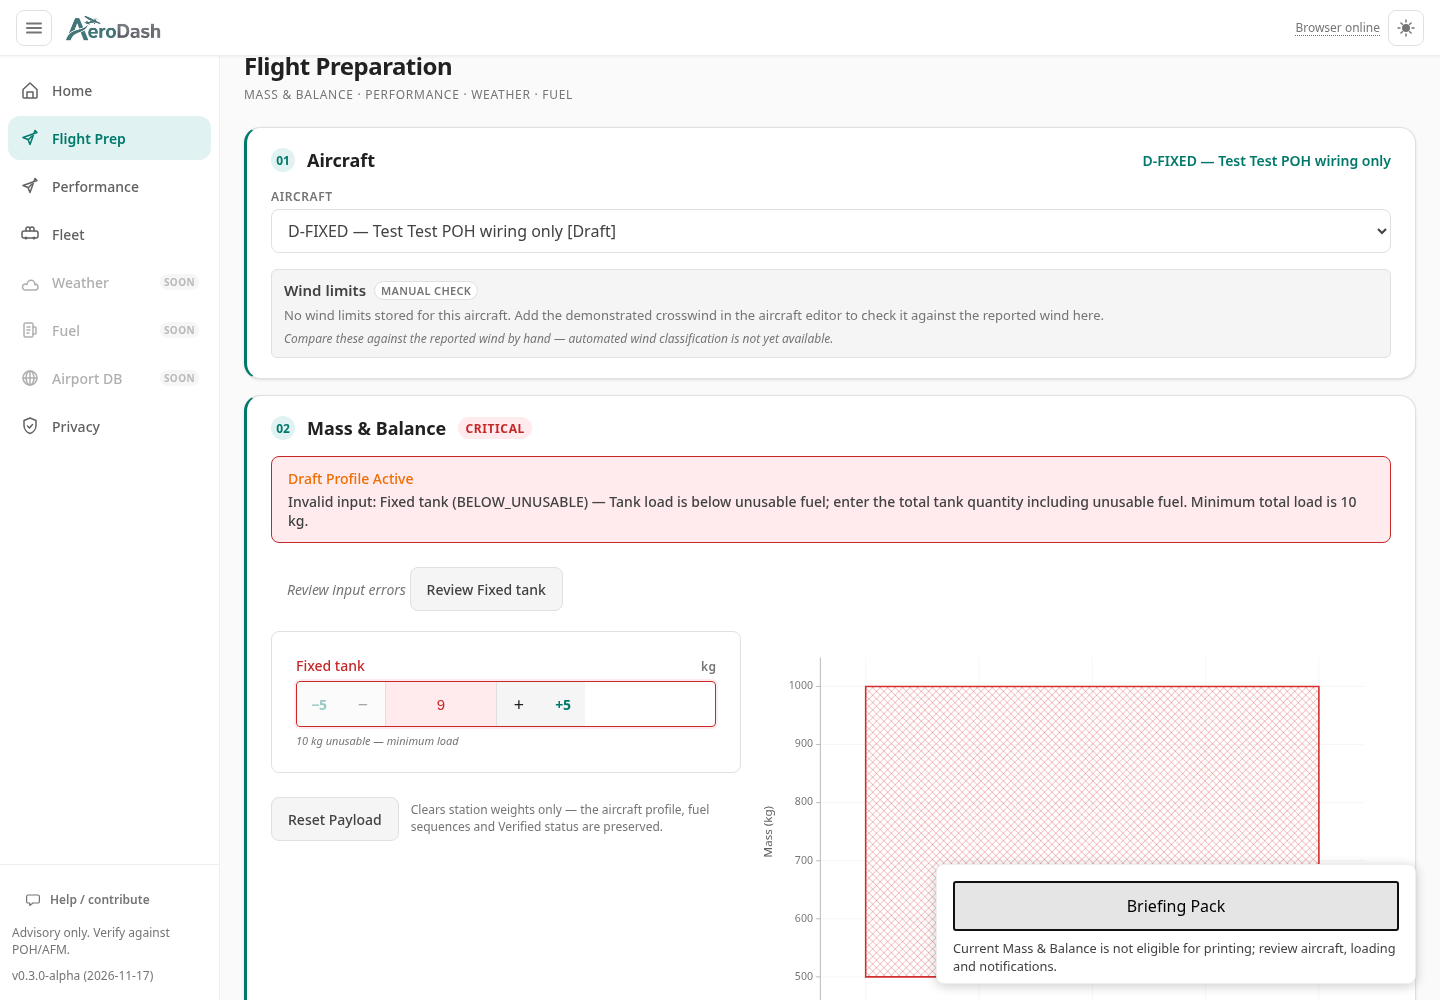 AeroDash
Browser online
Home
Flight Prep
Performance
Fleet
Weather SOON
Fuel SOON
Airport DB SOON
Privacy
Help / contribute
Advisory only. Verify against
POH/AFM.
v0.3.0-alpha (2026-11-17)
Flight Preparation
MASS & BALANCE · PERFORMANCE · WEATHER · FUEL
01 Aircraft
D-FIXED — Test Test POH wiring only
AIRCRAFT
D-FIXED — Test Test POH wiring only [Draft]
Wind limits MANUAL CHECK
No wind limits stored for this aircraft. Add the demonstrated crosswind in the aircraft editor to check it against the reported wind here.
Compare these against the reported wind by hand — automated wind classification is not yet available.
02 Mass & Balance CRITICAL
Draft Profile Active
Invalid input: Fixed tank (BELOW_UNUSABLE) — Tank load is below unusable fuel; enter the total tank quantity including unusable fuel. Minimum total load is 10
kg.
Review input errors Review Fixed tank
Fixed tank kg
−5 − 9 + +5
10 kg unusable — minimum load
Reset Payload
Clears station weights only — the aircraft profile, fuel
sequences and Verified status are preserved.
Mass (kg)
1000
900
800
700
600
500
Briefing Pack
Current Mass & Balance is not eligible for printing; review aircraft, loading
and notifications.